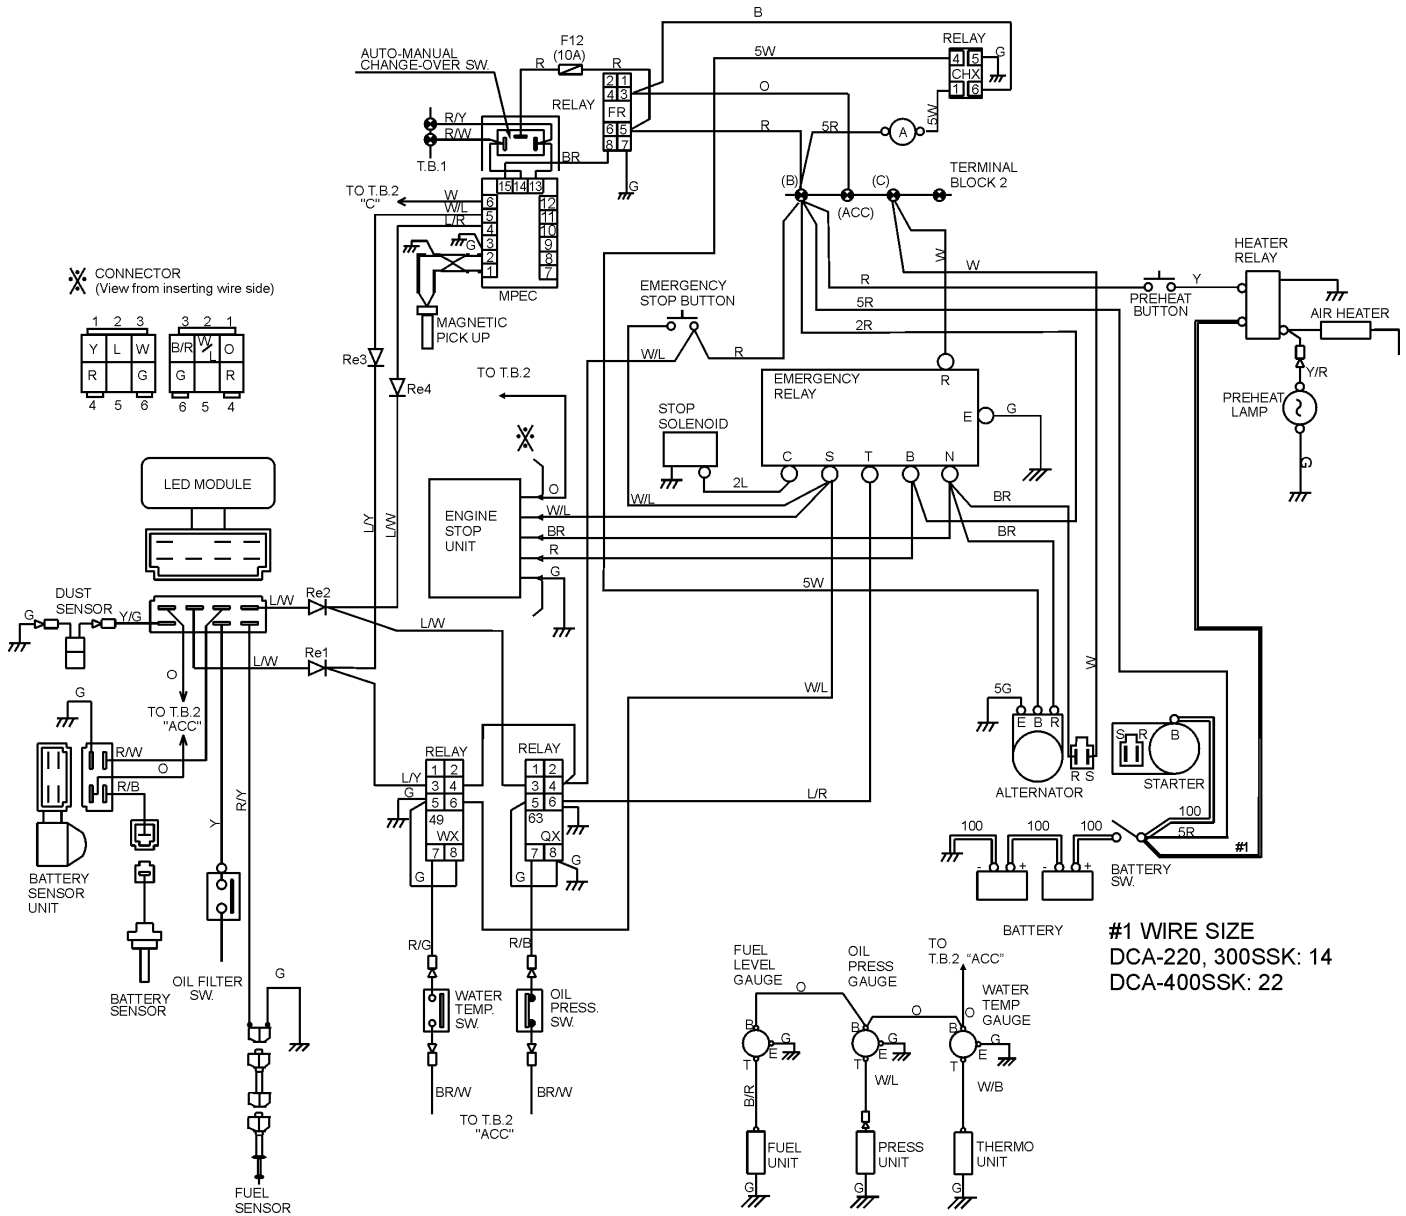 B
F12
(10A)
RELAY
AUTO-MANUAL
CHANGE-OVER SW.
R
R
5W
4 5
G
CHX
1 6
2 1
4 3
FR
6 5
8 7
RELAY
O
R/Y
R/W
T.B.1
BR
R
5R
A
5W
G
TERMINAL
BLOCK 2
(B)
(ACC)
(C)
15 14 13
TO T.B.2
"C"
W
W/L
L/R
G
6
5
4
3
2
1
12
11
10
9
8
7
MPEC
MAGNETIC
PICK UP
CONNECTOR
(View from inserting wire side)
1 2 3
Y L W
R G
4 5 6
3 2 1
B/R W/L O
G R
6 5 4
Re3
Re4
EMERGENCY
STOP BUTTON
W/L
R
W
W
R
5R
2R
HEATER
RELAY
Y
PREHEAT
BUTTON
AIR HEATER
Y/R
PREHEAT
LAMP
G
TO T.B.2
EMERGENCY
RELAY
R
E
G
C S T B N
STOP
SOLENOID
2L
W/L
BR
BR
LED MODULE
L/Y
L/W
ENGINE
STOP
UNIT
O
W/L
BR
R
G
5W
DUST
SENSOR
G
Y/G
L/W
Re2
L/W
L/W
Re1
O
TO T.B.2
"ACC"
G
R/W
O
R/B
R/Y
Y
W
W/L
5G
E B R
ALTERNATOR
R S
S R
B
STARTER
RELAY
L/Y
G
1 2
3 4
5 6
49
WX
7 8
G
RELAY
1 2
3 4
5 6
63
QX
7 8
G
G
G
L/R
BATTERY
SENSOR
UNIT
BATTERY
SENSOR
OIL FILTER
SW.
G
FUEL
SENSOR
R/G
R/B
WATER
TEMP.
SW.
OIL
PRESS.
SW.
BR/W
BR/W
TO T.B.2
"ACC"
100
100
100
100
5R
#1
- +
- +
BATTERY
SW.
BATTERY
#1 WIRE SIZE
DCA-220, 300SSK: 14
DCA-400SSK: 22
FUEL
LEVEL
GAUGE
OIL
PRESS
GAUGE
TO
T.B.2 "ACC"
WATER
TEMP
GAUGE
O
O
O
B
G
E
T
B
G
E
T
B
G
E
T
B/R
W/L
W/B
FUEL
UNIT
PRESS
UNIT
THERMO
UNIT
G
G
G